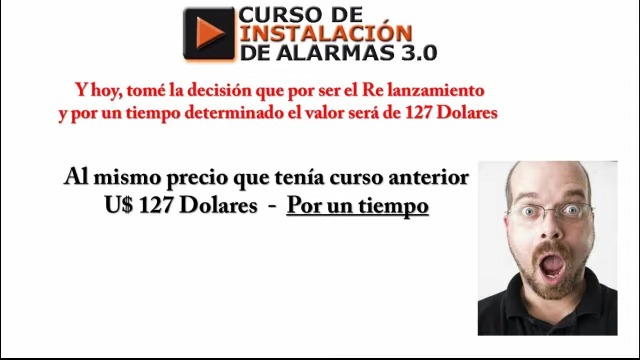 CURSO DE
INSTALACIÓN
DE ALARMAS 3.0
Y hoy, tomé la decisión que por ser el Re lanzamiento
y por un tiempo determinado el valor será de 127 Dolares
Al mismo precio que tenía curso anterior
U$ 127 Dolares - Por un tiempo